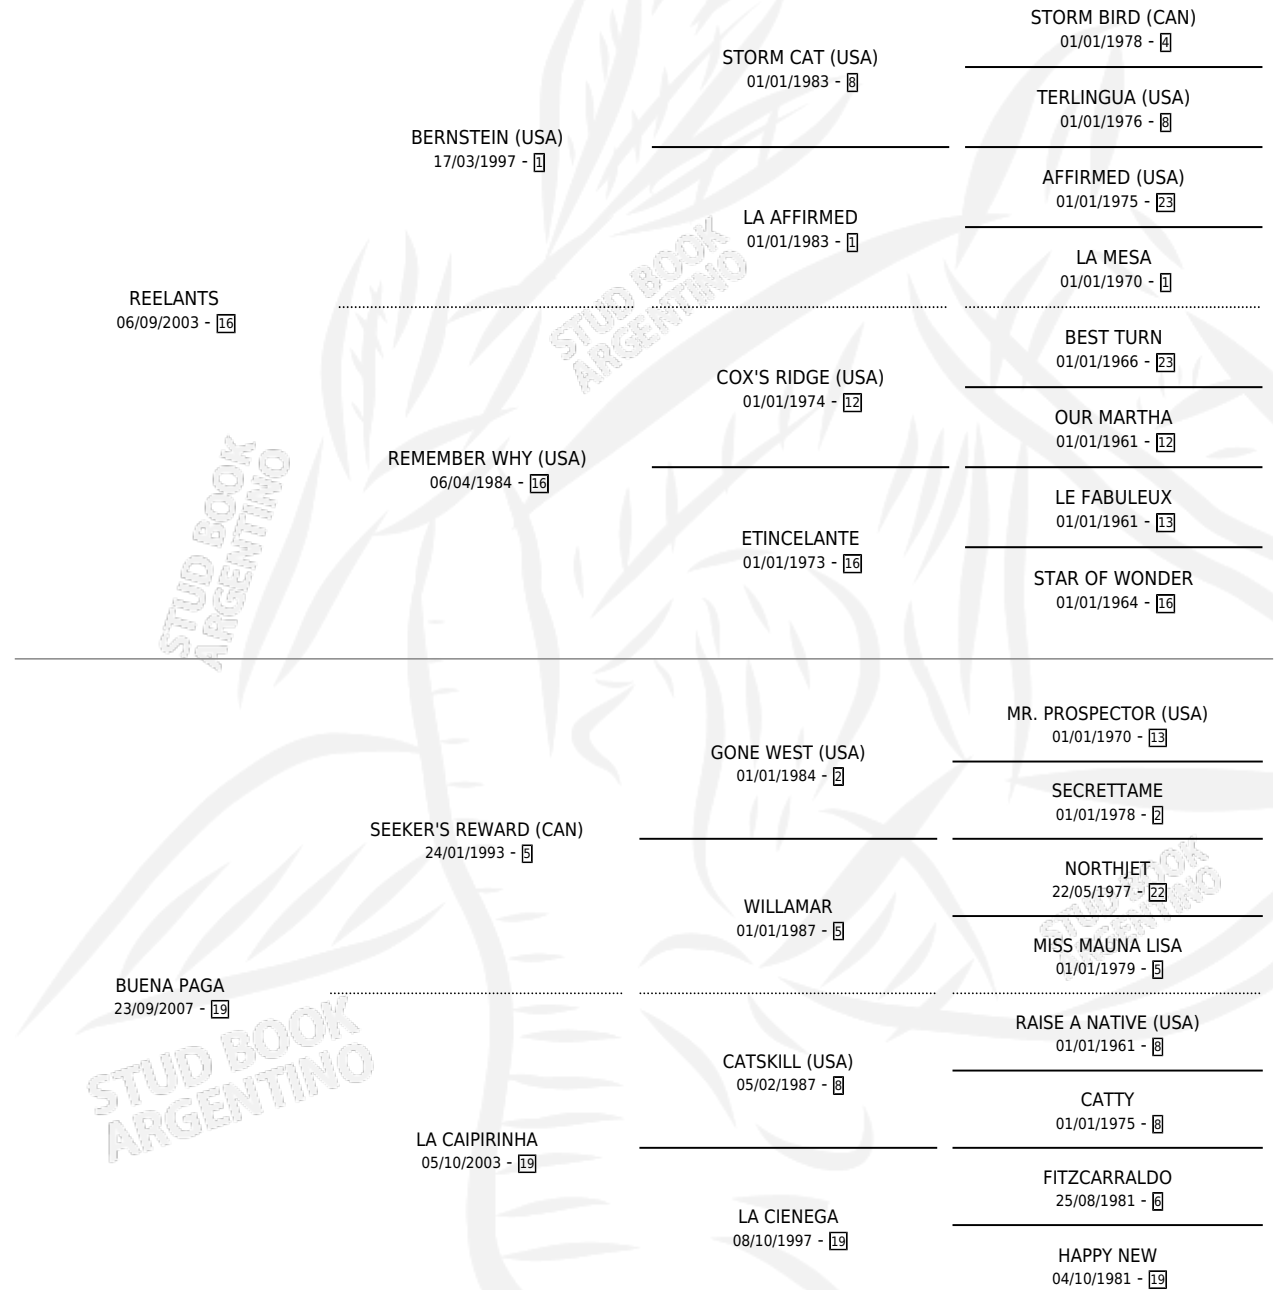 STORM BIRD (CAN)
01/01/1978 - 4
STORM CAT (USA)
01/01/1983 - 8
TERLINGUA (USA)
01/01/1976 - 8
BERNSTEIN (USA)
17/03/1997 - 1
AFFIRMED (USA)
01/01/1975 - 23
LA AFFIRMED
01/01/1983 - 1
LA MESA
01/01/1970 - 1
REELANTS
06/09/2003 - 16
BEST TURN
01/01/1966 - 23
COX'S RIDGE (USA)
01/01/1974 - 12
OUR MARTHA
01/01/1961 - 12
REMEMBER WHY (USA)
06/04/1984 - 16
LE FABULEUX
01/01/1961 - 13
ETINCELANTE
01/01/1973 - 16
STAR OF WONDER
01/01/1964 - 16
MR. PROSPECTOR (USA)
01/01/1970 - 13
GONE WEST (USA)
01/01/1984 - 2
SECRETTAME
01/01/1978 - 2
SEEKER'S REWARD (CAN)
24/01/1993 - 5
NORTHJET
22/05/1977 - 22
WILLAMAR
01/01/1987 - 5
MISS MAUNA LISA
01/01/1979 - 5
BUENA PAGA
23/09/2007 - 19
RAISE A NATIVE (USA)
01/01/1961 - 8
CATSKILL (USA)
05/02/1987 - 8
CATTY
01/01/1975 - 8
LA CAIPIRINHA
05/10/2003 - 19
FITZCARRALDO
25/08/1981 - 6
LA CIENEGA
08/10/1997 - 19
HAPPY NEW
04/10/1981 - 19
STUD BOOK
ARGENTINO
STUD BOOK
ARGENTINO
STUD BOOK
ARGENTINO
STUD BOOK
ARGENTINO